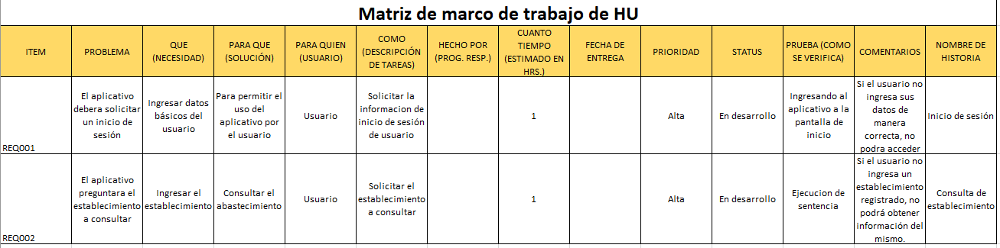 Matriz de marco de trabajo de HU
ITEM
PROBLEMA
QUE
(NECESIDAD)
PARA QUE
(SOLUCIÓN)
PARA QUIEN
(USUARIO)
COMO
(DESCRIPCIÓN
DE TAREAS)
HECHO POR
(PROG. RESP.)
CUANTO
TIEMPO
(ESTIMADO EN
HRS.)
FECHA DE
ENTREGA
PRIORIDAD
STATUS
PRUEBA (COMO
SE VERIFICA)
COMENTARIOS
NOMBRE DE
HISTORIA
REQ001
El aplicativo
debera solicitar
un inicio de
sesión
Ingresar datos
básicos del
usuario
Para permitir el
uso del
aplicativo por
el usuario
Usuario
Solicitar la
informacion de
inicio de sesión
de usuario
1
Alta
En desarrollo
Ingresando al
aplicativo a la
pantalla de
inicio
Si el usuario no
ingresa sus
datos de
manera
correcta, no
podra acceder
Inicio de sesión
REQ002
El aplicativo
preguntara el
establecimiento
a consultar
Ingresar el
establecimiento
Consultar el
abastecimiento
Usuario
Solicitar el
establecimiento
a consultar
1
Alta
En desarrollo
Ejecucion de
sentencia
Si el usuario no
ingresa un
establecimiento
registrado, no
podrá obtener
información del
mismo.
Consulta de
establecimiento